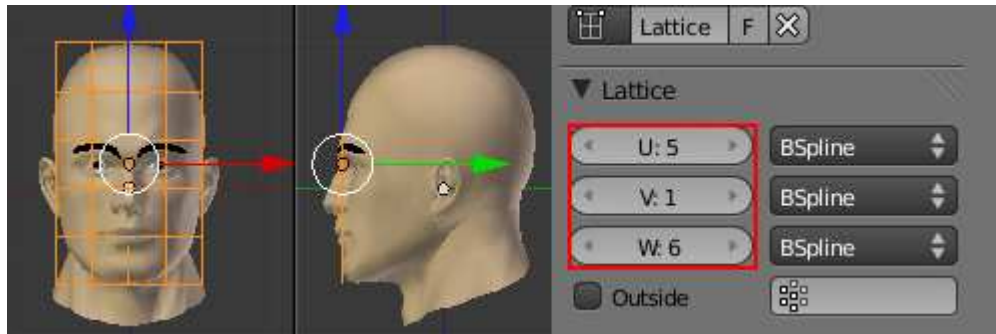 Lattice F
Lattice
U: 5 BSpline
V: 1 BSpline
W: 6 BSpline
Outside